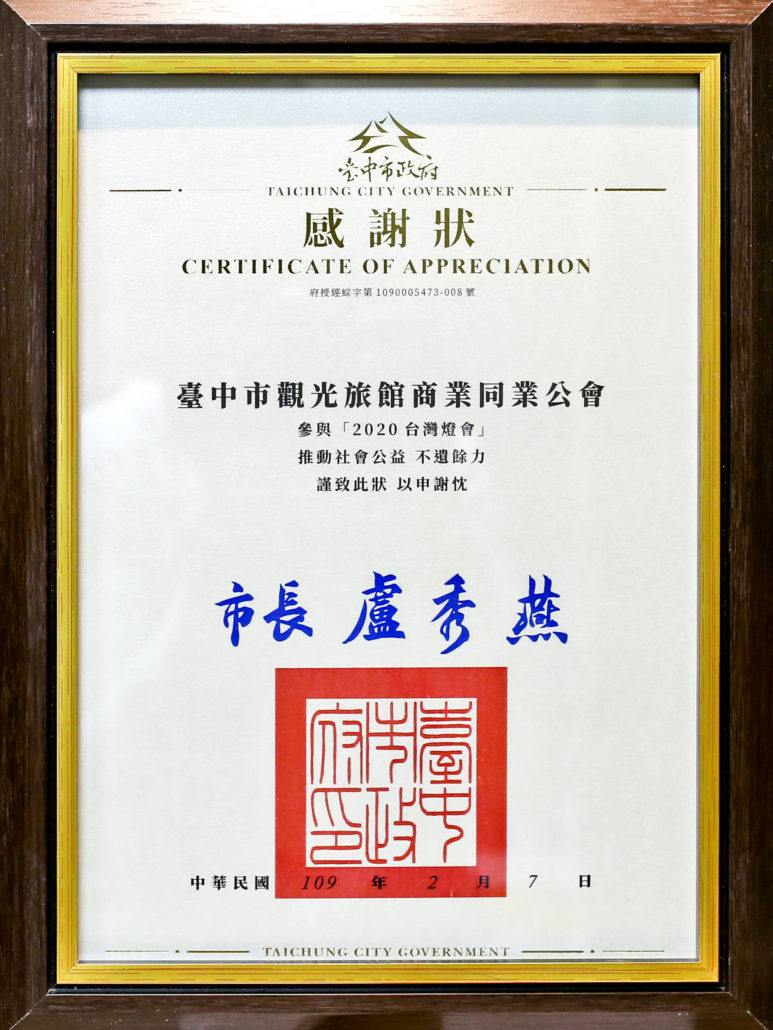 臺中市政府
TAICHUNG CITY GOVERNMENT
感謝狀
CERTIFICATE OF APPRECIATION
府授經綜字第1090005473-008號
臺中市觀光旅館商業同業公會
參與「2020台灣燈會」
推動社會公益 不遺餘力
謹致此狀 以申謝忱
市長 盧秀燕
臺中市政府印
中華民國 109 年 2 月 7 日
TAICHUNG CITY GOVERNMENT